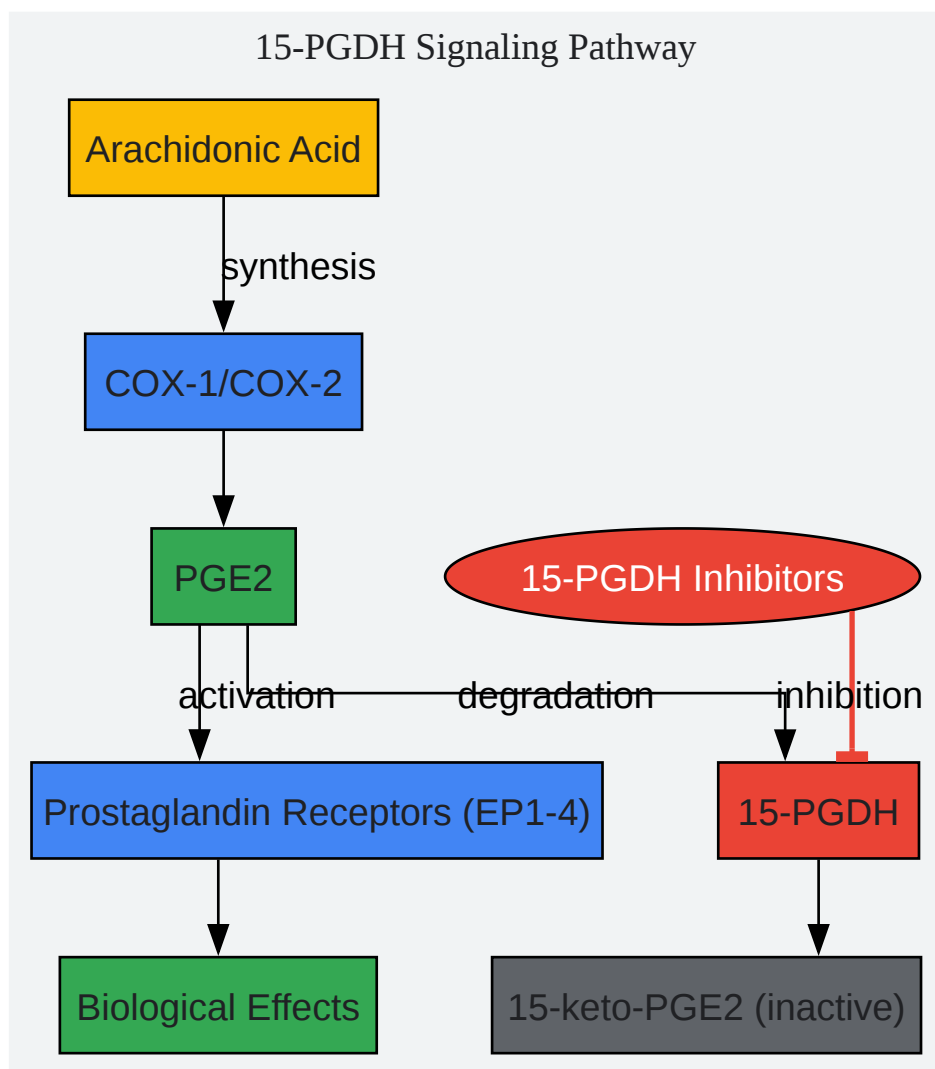 15-PGDH Signaling Pathway
Arachidonic Acid
synthesis
COX-1/COX-2
PGE2
15-PGDH Inhibitors
activation
degradation
inhibition
Prostaglandin Receptors (EP1-4)
15-PGDH
Biological Effects
15-keto-PGE2 (inactive)